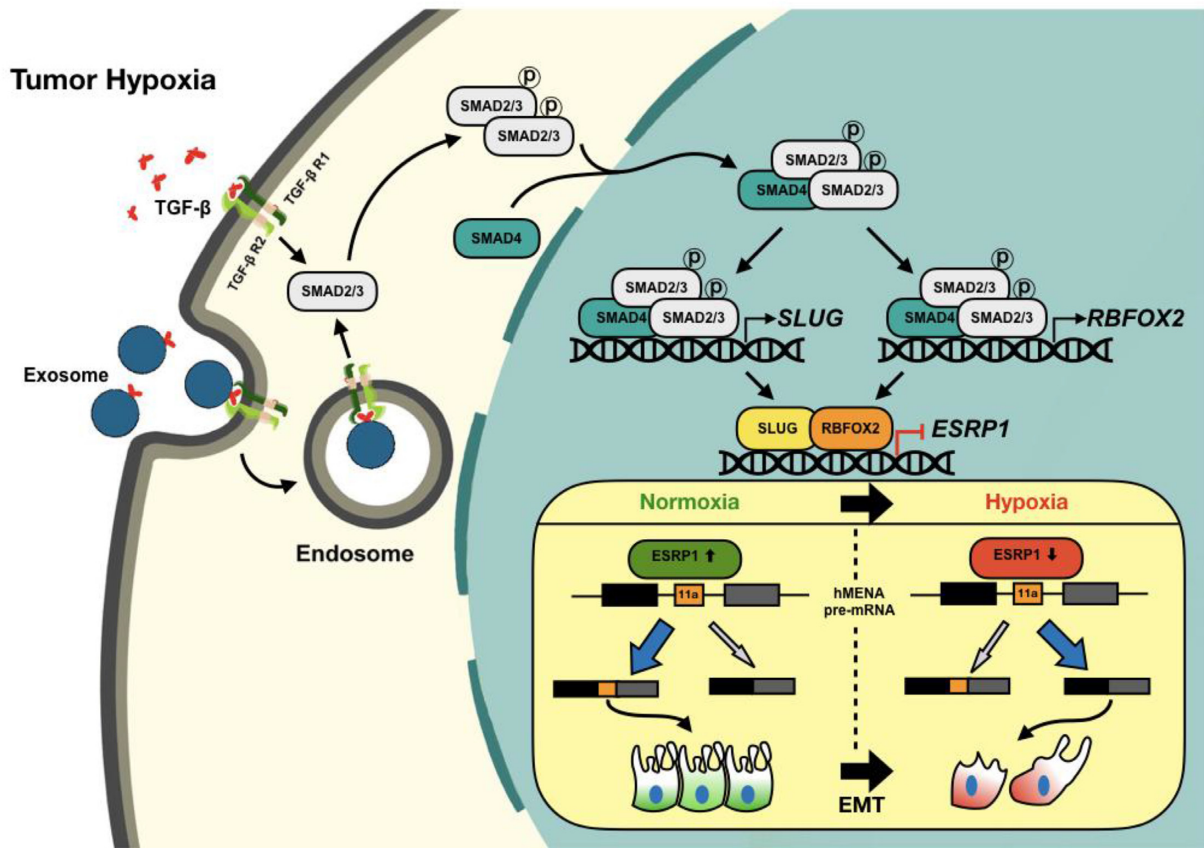 Tumor Hypoxia
TGF-β
TGF-β R1
TGF-β R2
SMAD2/3
P
SMAD2/3
P
SMAD2/3
SMAD4
SMAD2/3
P
SMAD4
SMAD2/3
P
SMAD2/3
P
SMAD4
SMAD2/3
P
SLUG
SMAD2/3
P
SMAD4
SMAD2/3
P
RBFOX2
Exosome
Endosome
SLUG
RBFOX2
ESRP1
Normoxia
Hypoxia
ESRP1 ⬆
ESRP1 ⬇
11a
hMENA
pre-mRNA
11a
EMT